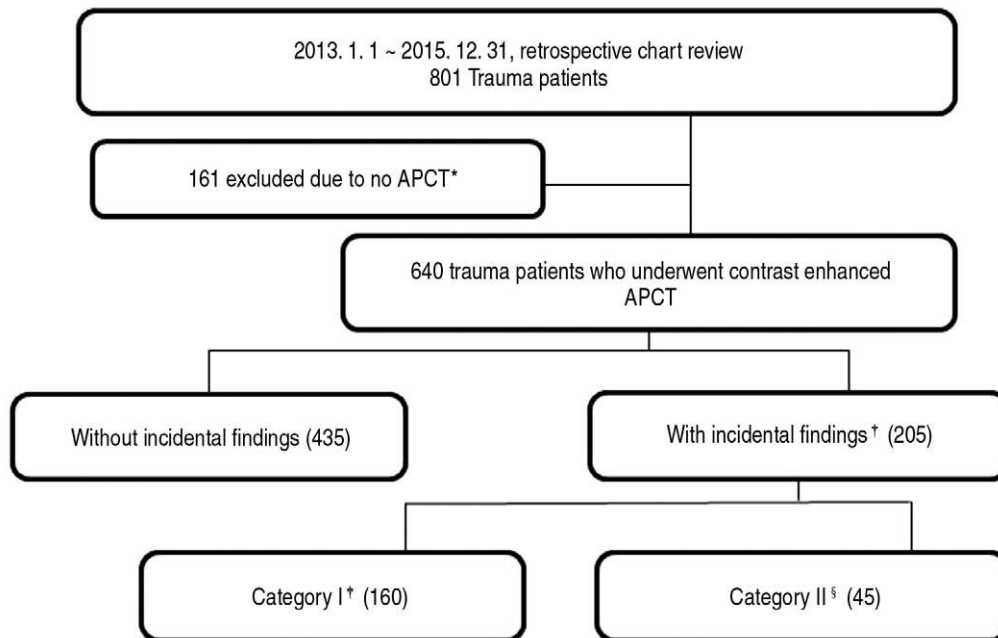 2013. 1. 1 ~ 2015. 12. 31, retrospective chart review
801 Trauma patients
161 excluded due to no APCT*
640 trauma patients who underwent contrast enhanced
APCT
Without incidental findings (435)
With incidental findings† (205)
Category I† (160)
Category II§ (45)